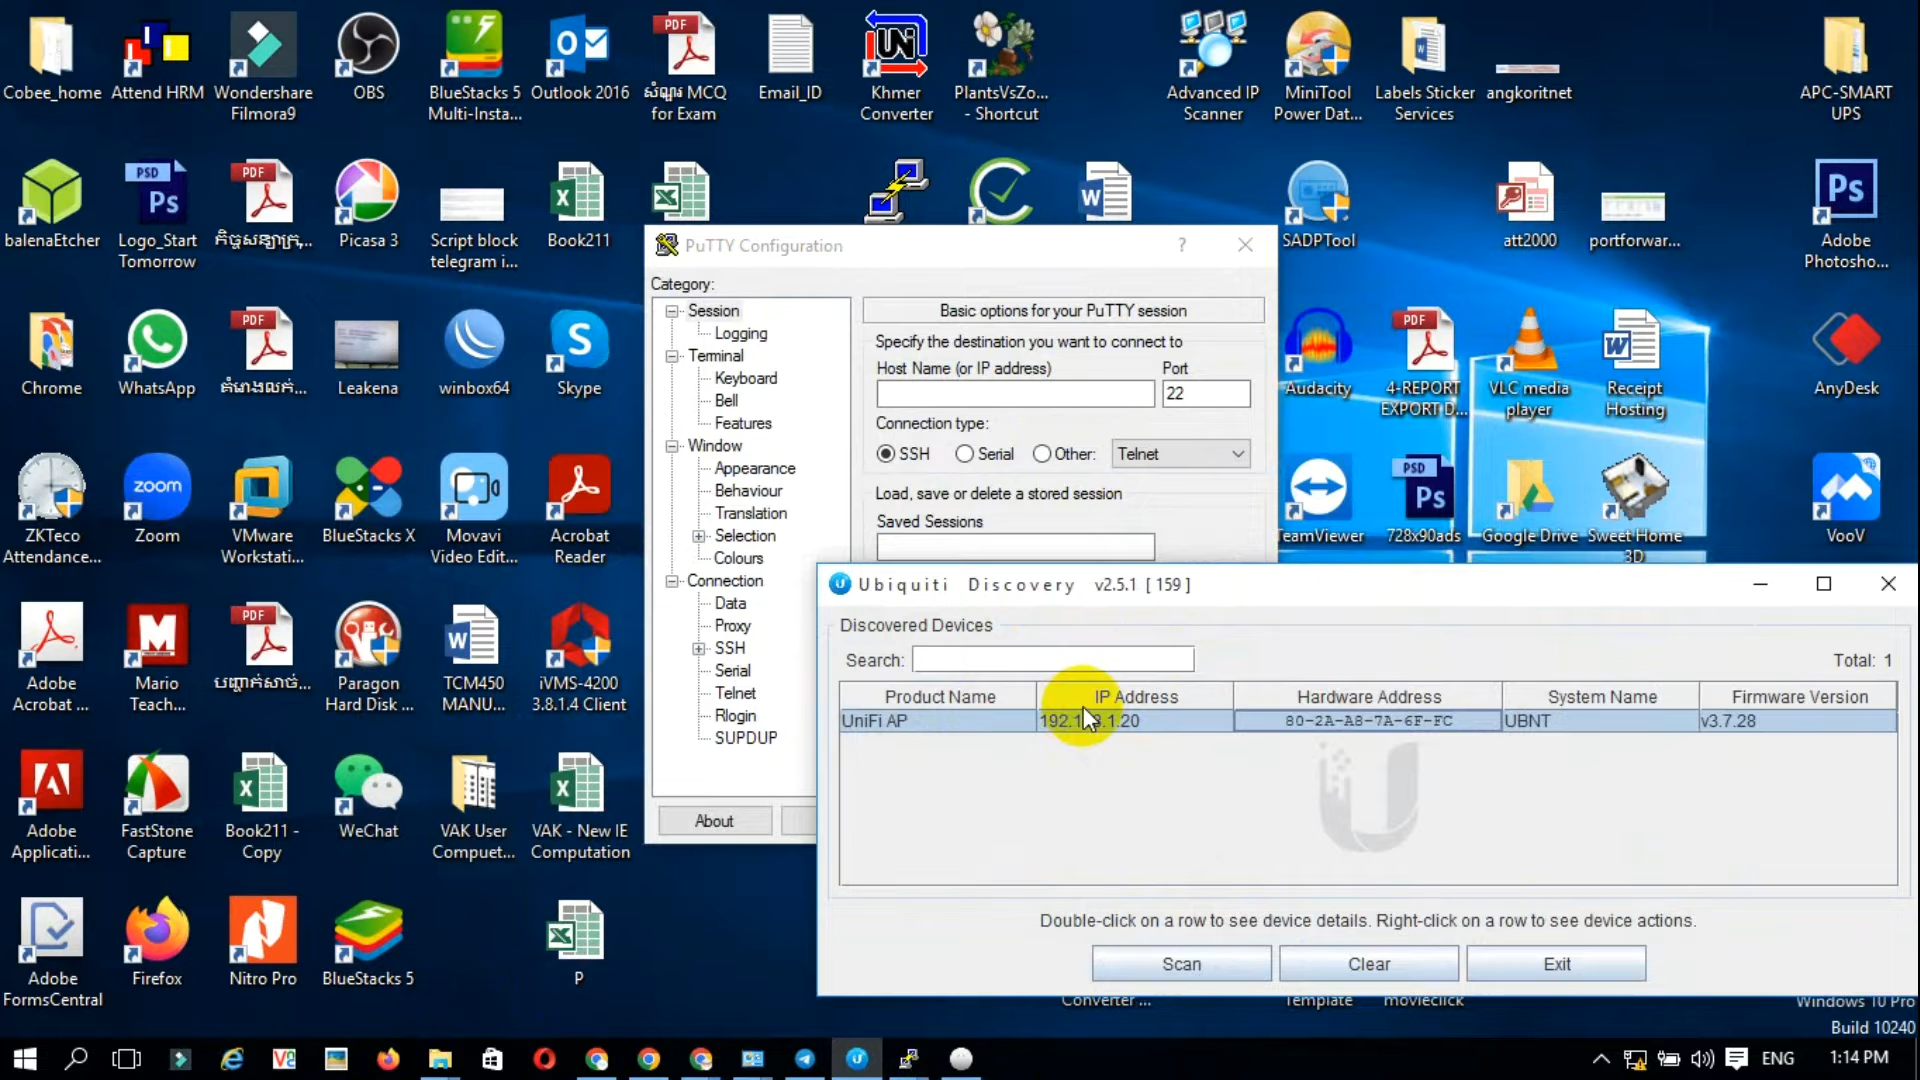 Cobee_home
Attend HRM
Wondershare
Filmora9
OBS
BlueStacks 5
Multi-Insta...
Outlook 2016
PDF
សំណួរ MCQ
for Exam
Email_ID
UNI
Khmer
Converter
PlantsVsZo...
- Shortcut
Advanced IP
Scanner
MiniTool
Power Dat...
Labels Sticker
Services
angkoritnet
APC-SMART
UPS
balenaEtcher
PSD
Ps
Logo_Start
Tomorrow
PDF
Picasa 3
Script block
telegram i...
Book211
SADPTool
att2000
portforwar...
Ps
Adobe
Photosho...
PuTTY Configuration
?
Category:
Session
Logging
Terminal
Keyboard
Bell
Features
Window
Appearance
Behaviour
Translation
Selection
Colours
Connection
Data
Proxy
SSH
Serial
Telnet
Rlogin
SUPDUP
About
Basic options for your PuTTY session
Specify the destination you want to connect to
Host Name (or IP address)
Port
22
Connection type:
SSH
Serial
Other:
Telnet
Load, save or delete a stored session
Saved Sessions
Chrome
WhatsApp
PDF
Leakena
winbox64
Skype
Audacity
PDF
4-REPORT
EXPORT D...
VLC media
player
Receipt
Hosting
AnyDesk
ZKTeco
Attendance...
zoom
Zoom
VMware
Workstati...
BlueStacks X
Movavi
Video Edit...
Acrobat
Reader
TeamViewer
PSD
Ps
728x90ads
Google Drive
Sweet Home
3D
VooV
Ubiquiti Discovery v2.5.1 [ 159 ]
Discovered Devices
Search:
Total: 1
Product Name
IP Address
Hardware Address
System Name
Firmware Version
UniFi AP
3.1.20
80-2A-A8-7A-6F-FC
UBNT
v3.7.28
Double-click on a row to see device details. Right-click on a row to see device actions.
Scan
Clear
Exit
Adobe
Acrobat ...
Mario
Teach...
PDF
Paragon
Hard Disk ...
TCM450
MANU...
iVMS-4200
3.8.1.4 Client
Adobe
Applicati...
FastStone
Capture
Book211 -
Copy
WeChat
VAK User
Compuet...
VAK - New IE
Computation
Adobe
FormsCentral
Firefox
Nitro Pro
BlueStacks 5
P
Converter ...
Template
movieclick
Windows 10 Pro
Build 10240
ENG
1:14 PM